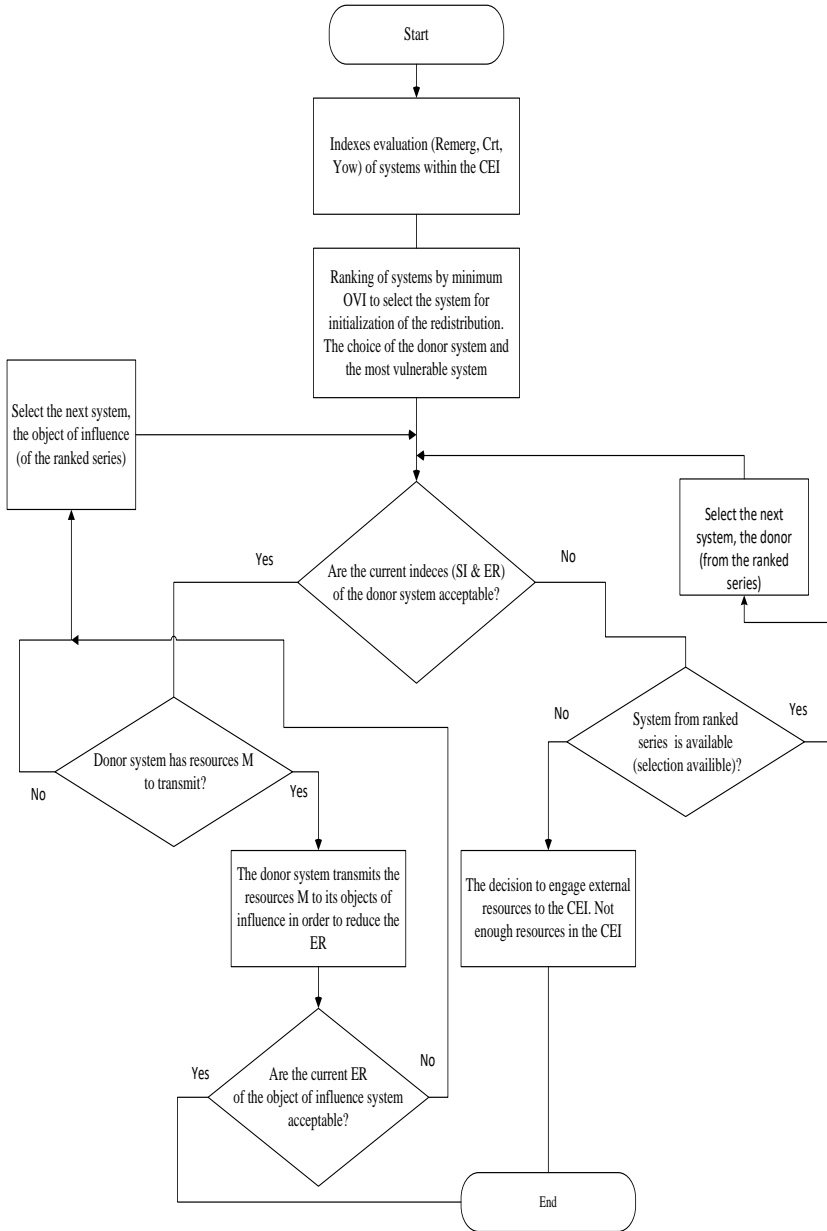 Start
Indexes evaluation (Remerg, Crt,
Yow) of systems within the CEI
Ranking of systems by minimum
OVI to select the system for
initialization of the redistribution.
The choice of the donor system and
the most vulnerable system
Select the next system,
the object of influence
(of the ranked series)
Select the next
system, the donor
(from the ranked
series)
Yes
Are the current indeces (SI & ER)
of the donor system acceptable?
No
No
System from ranked
series is available
(selection availible)?
Yes
Donor system has resources M
to transmit?
No
Yes
The donor system transmits the
resources M to its objects of
influence in order to reduce the
ER
The decision to engage external
resources to the CEI. Not
enough resources in the CEI
Yes
Are the current ER
of the object of influence system
acceptable?
No
End